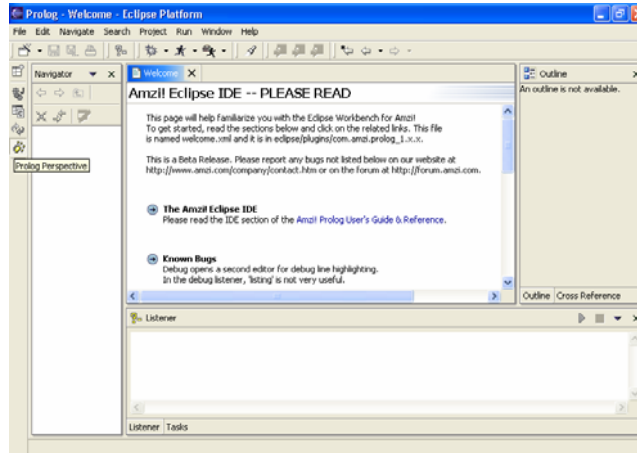 Prolog - Welcome - Eclipse Platform
File Edit Navigate Search Project Run Window Help
Navigator
Welcome
Outline
An outline is not available.
Amzi! Eclipse IDE -- PLEASE READ
This page will help familiarize you with the Eclipse Workbench for Amzi!
To get started, read the sections below and click on the related links. This file
is named welcome.xml and it is in eclipse/plugins/com.amzi.prolog_1.x.x.
Prolog Perspective
This is a Beta Release. Please report any bugs not listed below on our website at
http://www.amzi.com/company/contact.htm or on the forum at http://forum.amzi.com.
The Amzi! Eclipse IDE
Please read the IDE section of the Amzi! Prolog User's Guide & Reference.
Known Bugs
Debug opens a second editor for debug line highlighting.
In the debug listener, 'listing' is not very useful.
Outline Cross Reference
Listener
Listener Tasks